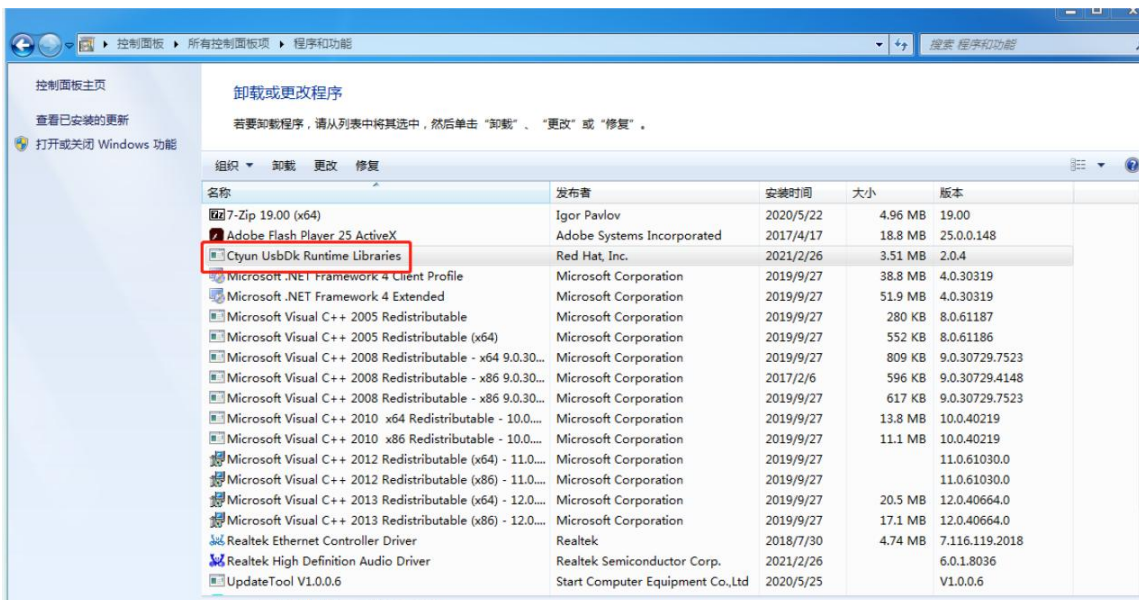 控制面板 ▸ 所有控制面板项 ▸ 程序和功能 搜索 程序和功能
控制面板主页
查看已安装的更新
打开或关闭 Windows 功能
卸载或更改程序
若要卸载程序，请从列表中将其选中，然后单击“卸载”、“更改”或“修复”。
组织 卸载 更改 修复
名称 发布者 安装时间 大小 版本
7-Zip 19.00 (x64) Igor Pavlov 2020/5/22 4.96 MB 19.00
Adobe Flash Player 25 ActiveX Adobe Systems Incorporated 2017/4/17 18.8 MB 25.0.0.148
Ctyun UsbDk Runtime Libraries Red Hat, Inc. 2021/2/26 3.51 MB 2.0.4
Microsoft .NET Framework 4 Client Profile Microsoft Corporation 2019/9/27 38.8 MB 4.0.30319
Microsoft .NET Framework 4 Extended Microsoft Corporation 2019/9/27 51.9 MB 4.0.30319
Microsoft Visual C++ 2005 Redistributable Microsoft Corporation 2019/9/27 280 KB 8.0.61187
Microsoft Visual C++ 2005 Redistributable (x64) Microsoft Corporation 2019/9/27 552 KB 8.0.61186
Microsoft Visual C++ 2008 Redistributable - x64 9.0.30... Microsoft Corporation 2019/9/27 809 KB 9.0.30729.7523
Microsoft Visual C++ 2008 Redistributable - x86 9.0.30... Microsoft Corporation 2017/2/6 596 KB 9.0.30729.4148
Microsoft Visual C++ 2008 Redistributable - x86 9.0.30... Microsoft Corporation 2019/9/27 617 KB 9.0.30729.7523
Microsoft Visual C++ 2010 x64 Redistributable - 10.0.... Microsoft Corporation 2019/9/27 13.8 MB 10.0.40219
Microsoft Visual C++ 2010 x86 Redistributable - 10.0.... Microsoft Corporation 2019/9/27 11.1 MB 10.0.40219
Microsoft Visual C++ 2012 Redistributable (x64) - 11.0.... Microsoft Corporation 2019/9/27 11.0.61030.0
Microsoft Visual C++ 2012 Redistributable (x86) - 11.0.... Microsoft Corporation 2019/9/27 11.0.61030.0
Microsoft Visual C++ 2013 Redistributable (x64) - 12.0.... Microsoft Corporation 2019/9/27 20.5 MB 12.0.40664.0
Microsoft Visual C++ 2013 Redistributable (x86) - 12.0.... Microsoft Corporation 2019/9/27 17.1 MB 12.0.40664.0
Realtek Ethernet Controller Driver Realtek 2018/7/30 4.74 MB 7.116.119.2018
Realtek High Definition Audio Driver Realtek Semiconductor Corp. 2021/2/26 6.0.1.8036
UpdateTool V1.0.0.6 Start Computer Equipment Co.,Ltd 2020/5/25 V1.0.0.6